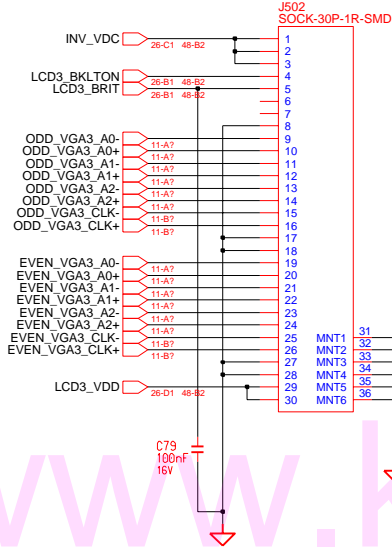 J502
SOCK-30P-1R-SMD
INV_VDC 26-C1 48-B2 1
2
3
LCD3_BKLTON 26-B1 48-B2 4
LCD3_BRIT 26-B1 48-B2 5
6
7
8
ODD_VGA3_A0- 11-A? 9
ODD_VGA3_A0+ 11-A? 10
ODD_VGA3_A1- 11-A? 11
ODD_VGA3_A1+ 11-A? 12
ODD_VGA3_A2- 11-A? 13
ODD_VGA3_A2+ 11-A? 14
ODD_VGA3_CLK- 11-B? 15
ODD_VGA3_CLK+ 11-B? 16
17
18
EVEN_VGA3_A0- 11-A? 19
EVEN_VGA3_A0+ 11-A? 20
EVEN_VGA3_A1- 11-A? 21
EVEN_VGA3_A1+ 11-A? 22
EVEN_VGA3_A2- 11-A? 23
EVEN_VGA3_A2+ 11-A? 24
EVEN_VGA3_CLK- 11-B? 25 MNT1 31
EVEN_VGA3_CLK+ 11-B? 26 MNT2 32
27 MNT3 33
28 MNT4 34
LCD3_VDD 26-D1 48-B2 29 MNT5 35
30 MNT6 36
C79
100nF
16V
www.k